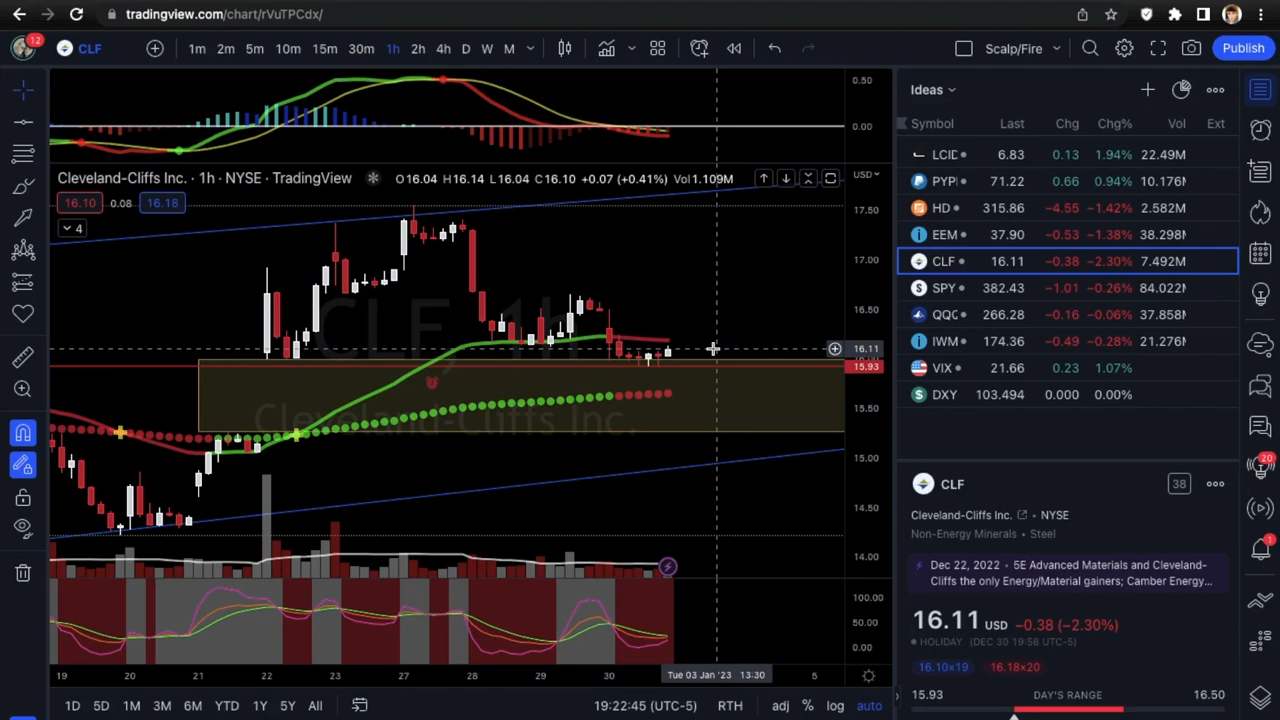 tradingview.com/chart/rVuTPCdx/
12
CLF
1m 2m 5m 10m 15m 30m 1h 2h 4h D W M
Scalp/Fire
Publish
0.50
0.00
Cleveland-Cliffs Inc. · 1h · NYSE · TradingView
O16.04 H16.14 L16.04 C16.10 +0.07 (+0.41%) Vol1.109M
USD
16.10 0.08 16.18
4
17.50
17.00
16.50
16.11
15.93
15.50
15.00
14.50
14.00
CLF, 1h
Cleveland-Cliffs Inc.
100.00
50.00
0.00
19 20 21 22 23 27 28 29 30 Tue 03 Jan '23 13:30 5
1D 5D 1M 3M 6M YTD 1Y 5Y All
19:22:45 (UTC-5) RTH adj % log auto
Ideas
Symbol Last Chg Chg% Vol Ext
LCID 6.83 0.13 1.94% 22.49M
PYPL 71.22 0.66 0.94% 10.176M
HD 315.86 −4.55 −1.42% 2.582M
EEM 37.90 −0.53 −1.38% 38.298M
CLF 16.11 −0.38 −2.30% 7.492M
SPY 382.43 −1.01 −0.26% 84.022M
QQQ 266.28 −0.16 −0.06% 37.858M
IWM 174.36 −0.49 −0.28% 21.276M
VIX 21.66 0.23 1.07%
DXY 103.494 0.000 0.00%
CLF
38
Cleveland-Cliffs Inc. · NYSE
Non-Energy Minerals · Steel
Dec 22, 2022 · 5E Advanced Materials and Cleveland-
Cliffs the only Energy/Material gainers; Camber Energy...
16.11 USD −0.38 (−2.30%)
HOLIDAY (DEC 30 19:58 UTC-5)
16.10×19 16.18×20
15.93 DAY'S RANGE 16.50
20
1